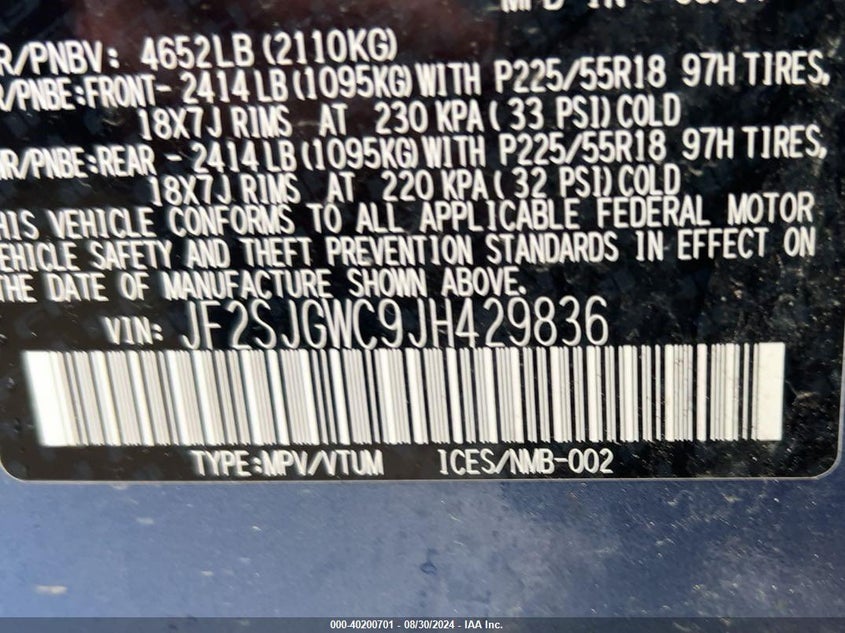 MFD IN
R/PNBV: 4652LB (2110KG)
R/PNBE:FRONT- 2414LB (1095KG) WITH P225/55R18 97H TIRES,
18X7J RIMS AT 230 KPA ( 33 PSI) COLD
R/PNBE:REAR - 2414LB (1095KG) WITH P225/55R18 97H TIRES,
18X7J RIMS AT 220 KPA ( 32 PSI) COLD
HIS VEHICLE CONFORMS TO ALL APPLICABLE FEDERAL MOTOR
EHICLE SAFETY AND THEFT PREVENTION STANDARDS IN EFFECT ON
THE DATE OF MANUFACTURE SHOWN ABOVE.
VIN: JF2SJGWC9JH429836
TYPE:MPV/VTUM ICES/NMB-002
000-40200701 - 08/30/2024 - IAA Inc.